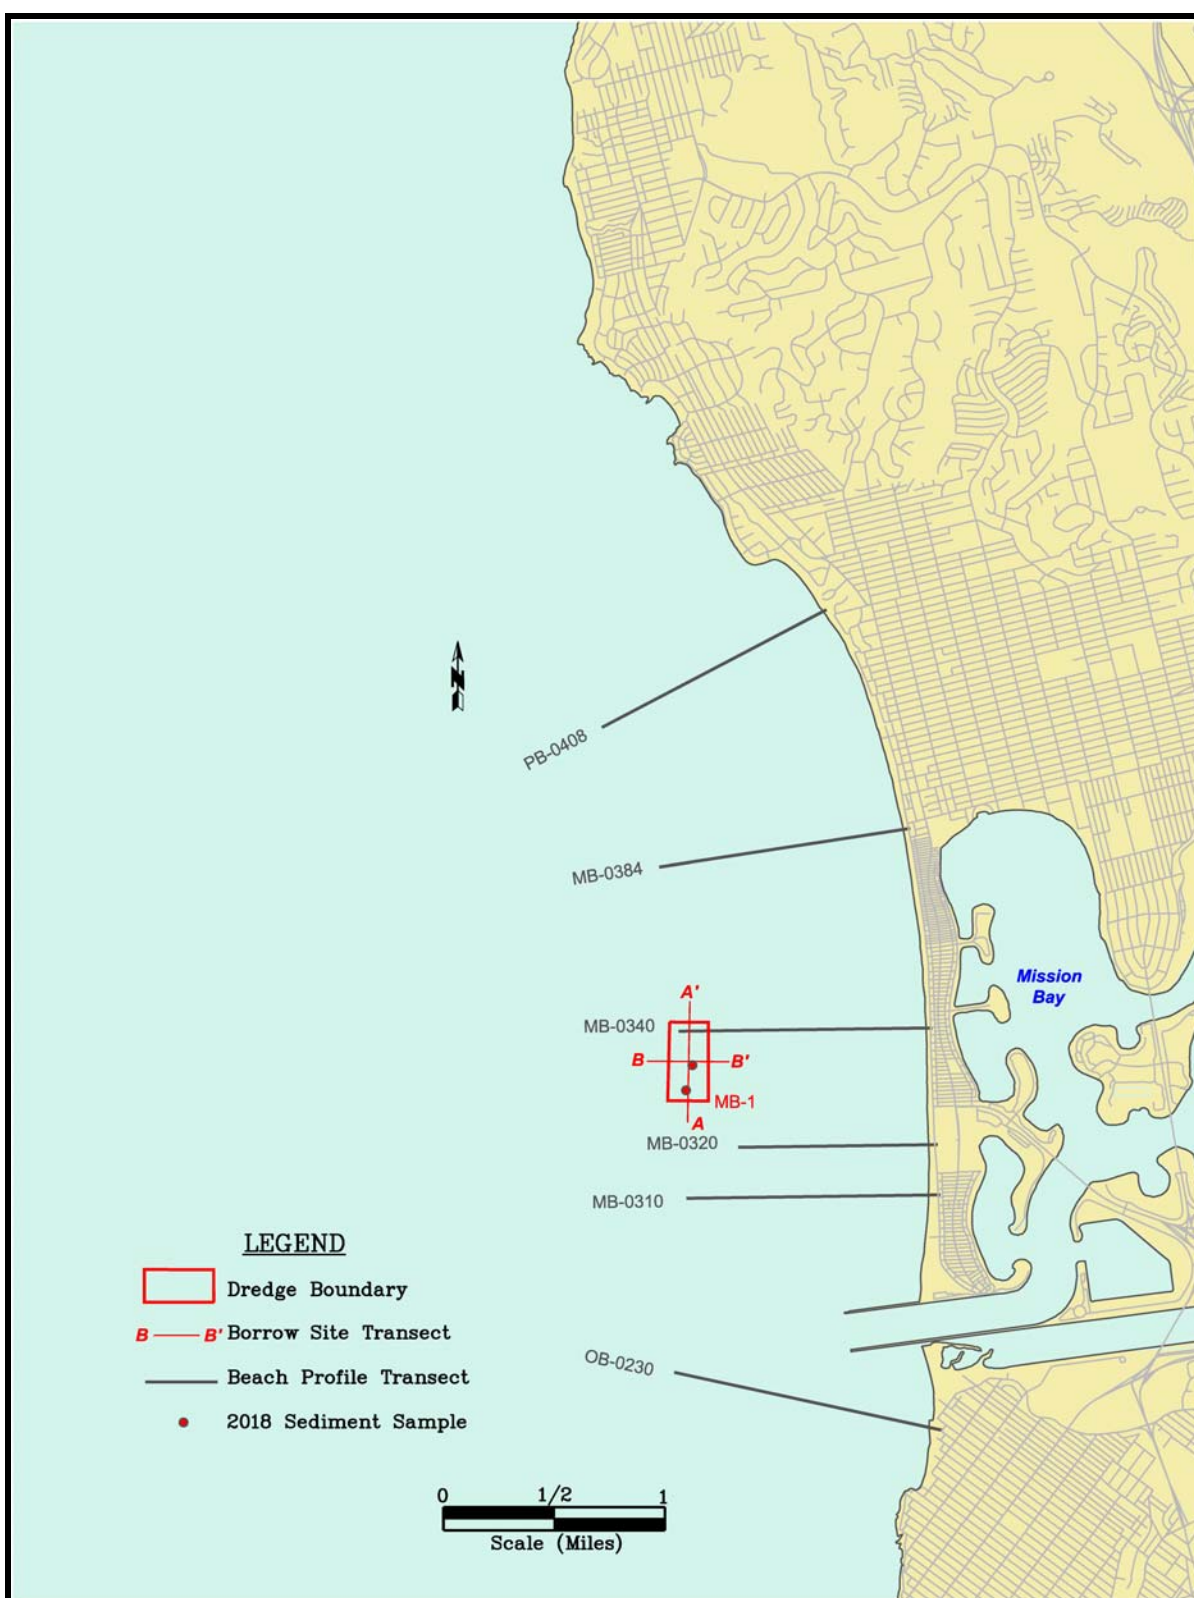 N
PB-0408
MB-0384
Mission
Bay
A'
MB-0340
B
B'
MB-1
A
MB-0320
MB-0310
LEGEND
Dredge Boundary
B B' Borrow Site Transect
Beach Profile Transect
2018 Sediment Sample
OB-0230
0 1/2 1
Scale (Miles)